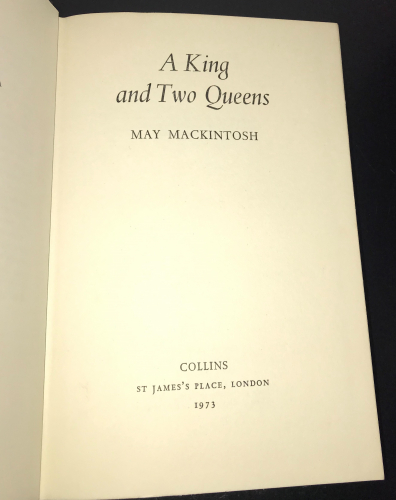 A King
and Two Queens
MAY MACKINTOSH
COLLINS
ST JAMES'S PLACE, LONDON
1973